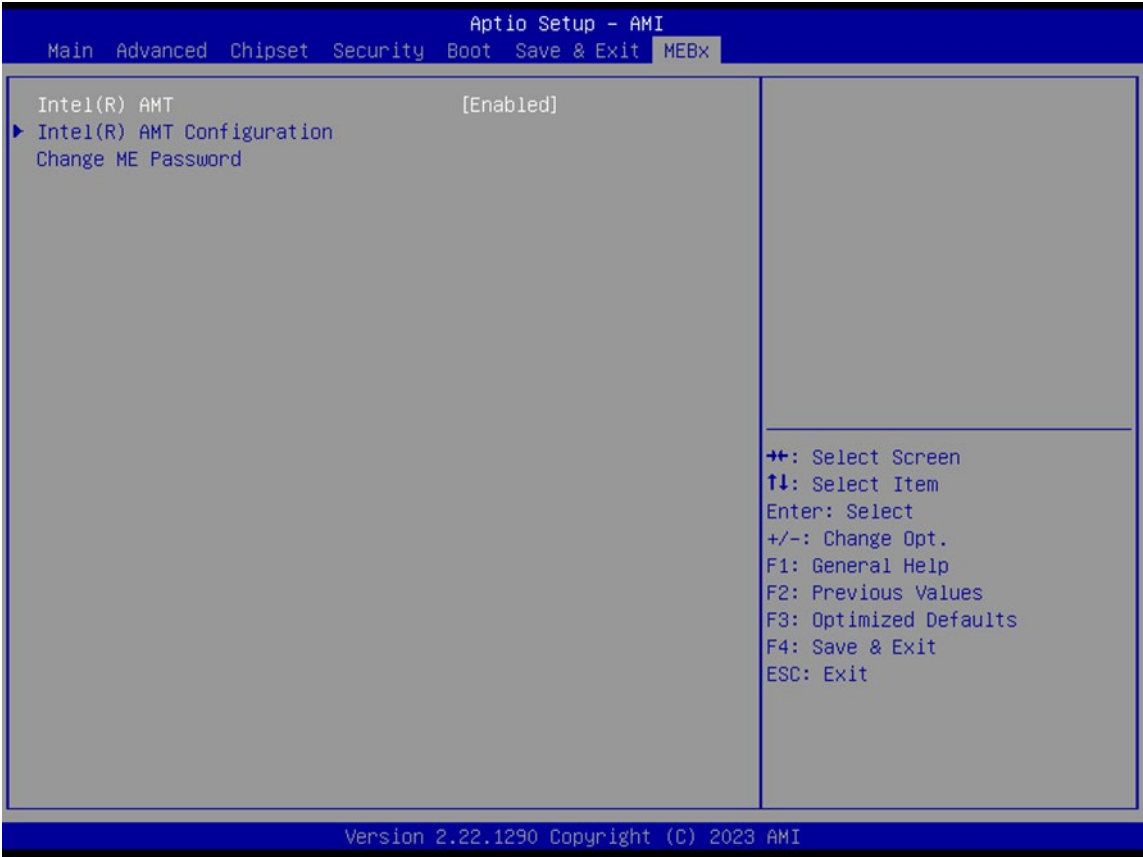 Aptio Setup – AMI
Main Advanced Chipset Security Boot Save & Exit MEBx
Intel(R) AMT [Enabled]
Intel(R) AMT Configuration
Change ME Password
→←: Select Screen
↑↓: Select Item
Enter: Select
+/-: Change Opt.
F1: General Help
F2: Previous Values
F3: Optimized Defaults
F4: Save & Exit
ESC: Exit
Version 2.22.1290 Copyright (C) 2023 AMI